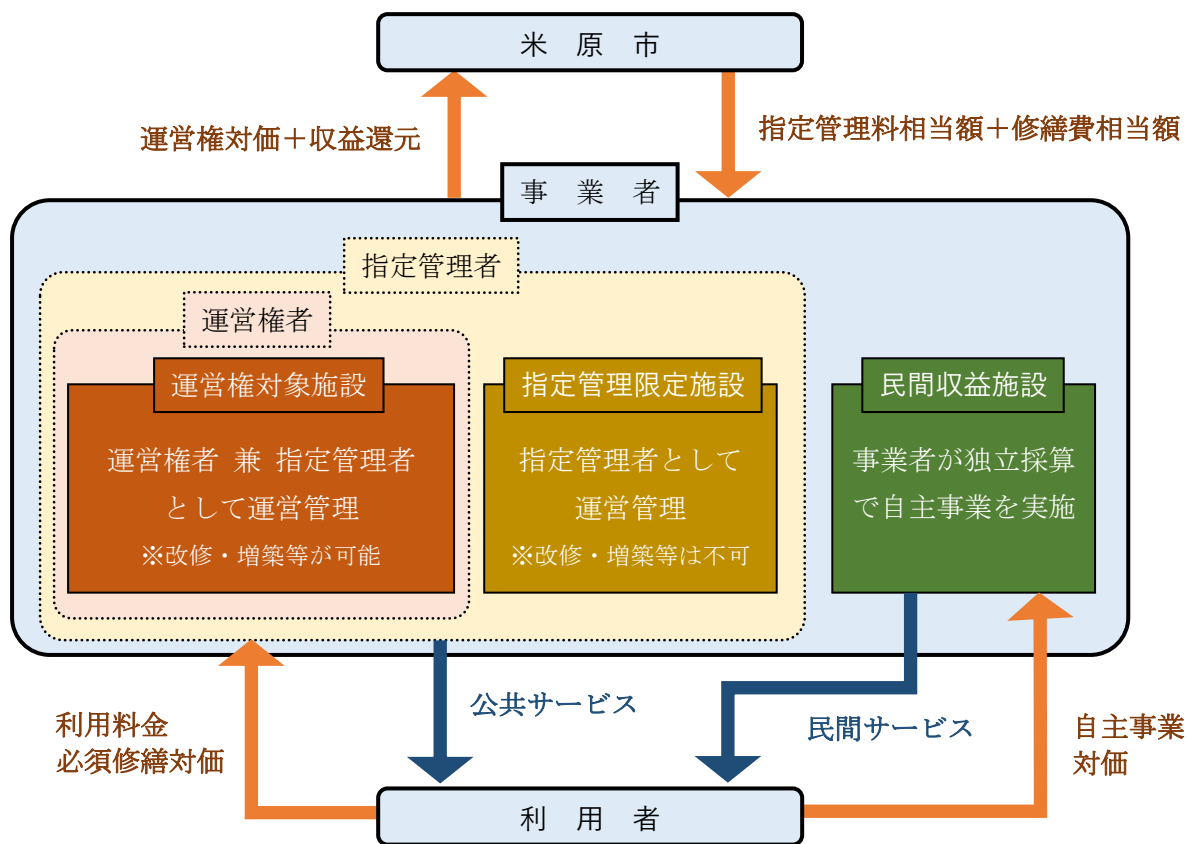 米 原 市
運営権対価＋収益還元
指定管理料相当額＋修繕費相当額
事 業 者
指定管理者
運営権者
運営権対象施設
運営権者 兼 指定管理者
として運営管理
※改修・増築等が可能
指定管理限定施設
指定管理者として
運営管理
※改修・増築等は不可
民間収益施設
事業者が独立採算
で自主事業を実施
利用料金
必須修繕対価
公共サービス
民間サービス
自主事業
対価
利 用 者